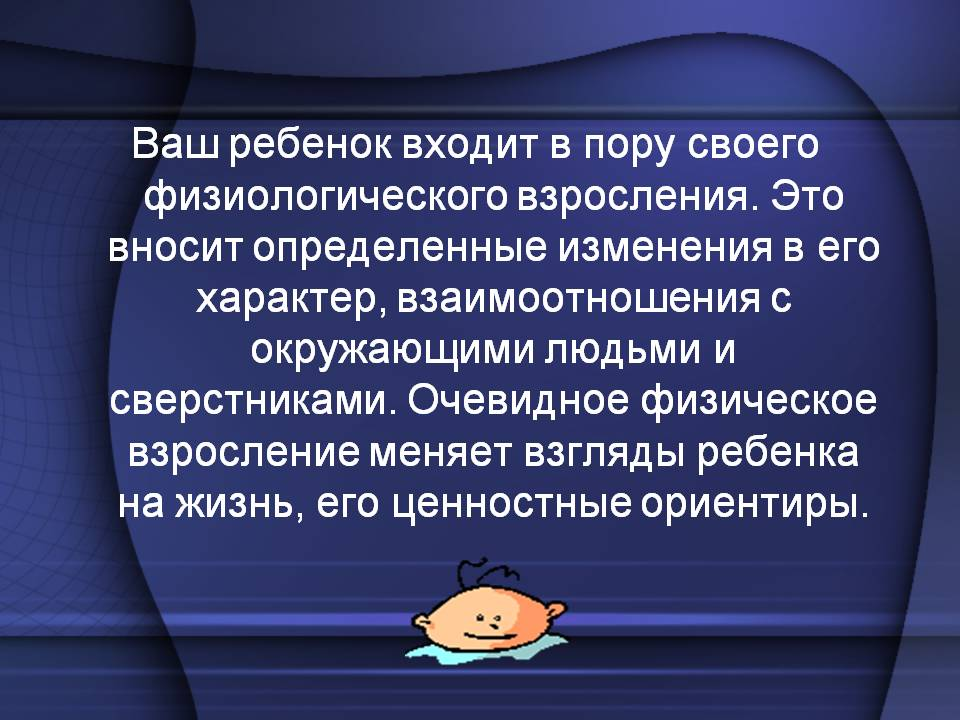 Ваш ребенок входит в пору своего
физиологического взросления. Это
вносит определенные изменения в его
характер, взаимоотношения с
окружающими людьми и
сверстниками. Очевидное физическое
взросление меняет взгляды ребенка
на жизнь, его ценностные ориентиры.